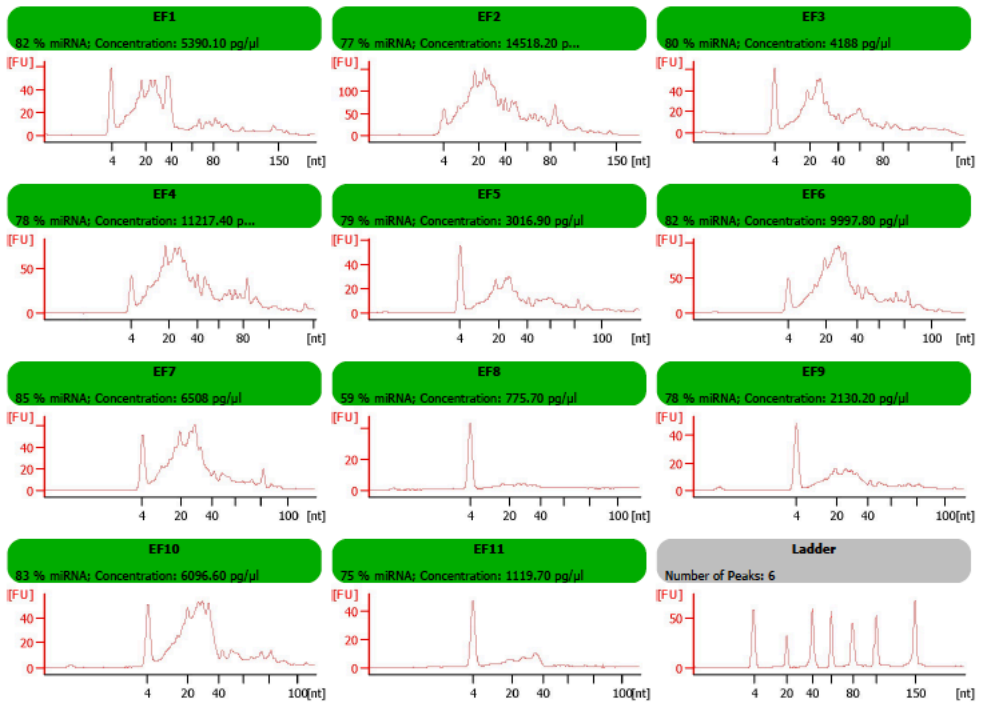 EF1
82 % miRNA; Concentration: 5390.10 pg/µl
[FU]
40
20
0
4 20 40 80 150 [nt]
EF2
77 % miRNA; Concentration: 14518.20 p...
[FU]
100
50
0
4 20 40 80 150 [nt]
EF3
80 % miRNA; Concentration: 4188 pg/µl
[FU]
40
20
0
4 20 40 80 [nt]
EF4
78 % miRNA; Concentration: 11217.40 p...
[FU]
50
0
4 20 40 80 [nt]
EF5
79 % miRNA; Concentration: 3016.90 pg/µl
[FU]
40
20
0
4 20 40 100 [nt]
EF6
82 % miRNA; Concentration: 9997.80 pg/µl
[FU]
50
0
4 20 40 100 [nt]
EF7
85 % miRNA; Concentration: 6508 pg/µl
[FU]
40
20
0
4 20 40 100 [nt]
EF8
59 % miRNA; Concentration: 775.70 pg/µl
[FU]
20
0
4 20 40 100 [nt]
EF9
78 % miRNA; Concentration: 2130.20 pg/µl
[FU]
40
20
0
4 20 40 100 [nt]
EF10
83 % miRNA; Concentration: 6096.60 pg/µl
[FU]
40
20
0
4 20 40 100 [nt]
EF11
75 % miRNA; Concentration: 1119.70 pg/µl
[FU]
40
20
0
4 20 40 100 [nt]
Ladder
Number of Peaks: 6
[FU]
50
0
4 20 40 80 150 [nt]